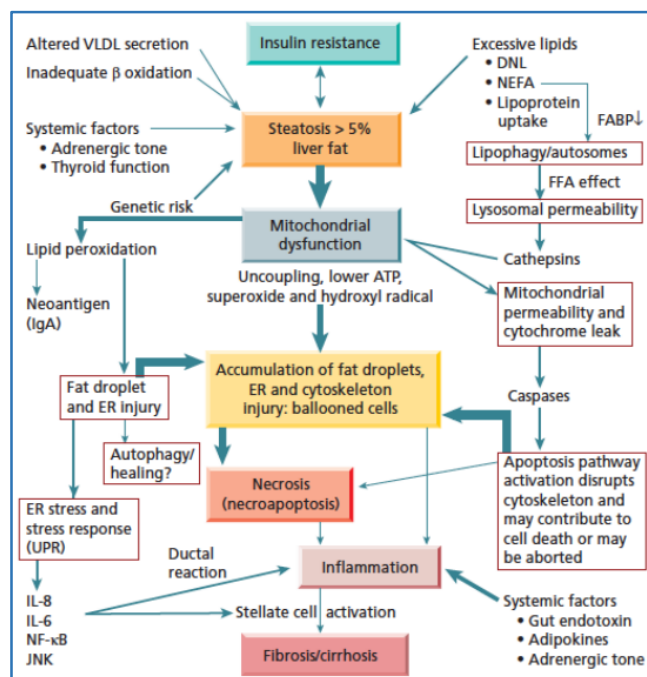 Altered VLDL secretion
Inadequate β oxidation
Insulin resistance
Excessive lipids
• DNL
• NEFA
• Lipoprotein
uptake
FABP↓
Systemic factors
• Adrenergic tone
• Thyroid function
Steatosis > 5%
liver fat
Lipophagy/autosomes
FFA effect
Lysosomal permeability
Cathepsins
Genetic risk
Lipid peroxidation
Neoantigen
(IgA)
Mitochondrial
dysfunction
Uncoupling, lower ATP,
superoxide and hydroxyl radical
Mitochondrial
permeability and
cytochrome leak
Caspases
Fat droplet
and ER injury
Accumulation of fat droplets,
ER and cytoskeleton
Injury: ballooned cells
Autophagy/
healing?
Necrosis
(necroapoptosis)
Apoptosis pathway
activation disrupts
cytoskeleton and
may contribute to
cell death or may
be aborted
ER stress and
stress response
(UPR)
Ductal
reaction
Inflammation
IL-8
IL-6
NF-κB
JNK
Stellate cell activation
Systemic factors
• Gut endotoxin
• Adipokines
• Adrenergic tone
Fibrosis/cirrhosis